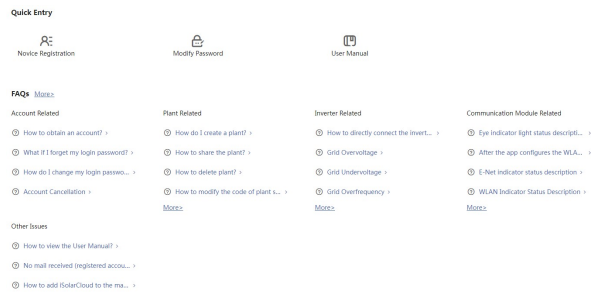 Quick Entry
Novice Registration
Modify Password
User Manual
FAQs More>
Account Related
How to obtain an account? >
What if I forget my login password? >
How do I change my login passwo... >
Account Cancellation >
Plant Related
How do I create a plant? >
How to share the plant? >
How to delete plant? >
How to modify the code of plant s... >
More>
Inverter Related
How to directly connect the invert... >
Grid Overvoltage >
Grid Undervoltage >
Grid Overfrequency >
More>
Communication Module Related
Eye indicator light status descripti... >
After the app configures the WLA... >
E-Net indicator status description >
WLAN Indicator Status Description >
More>
Other Issues
How to view the User Manual? >
No mail received (registered accou... >
How to add iSolarCloud to the ma... >